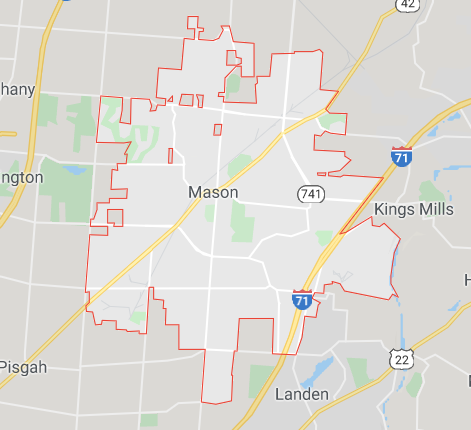 42
hany
71
ngton
Mason
741
Kings Mills
71
22
Pisgah
Landen